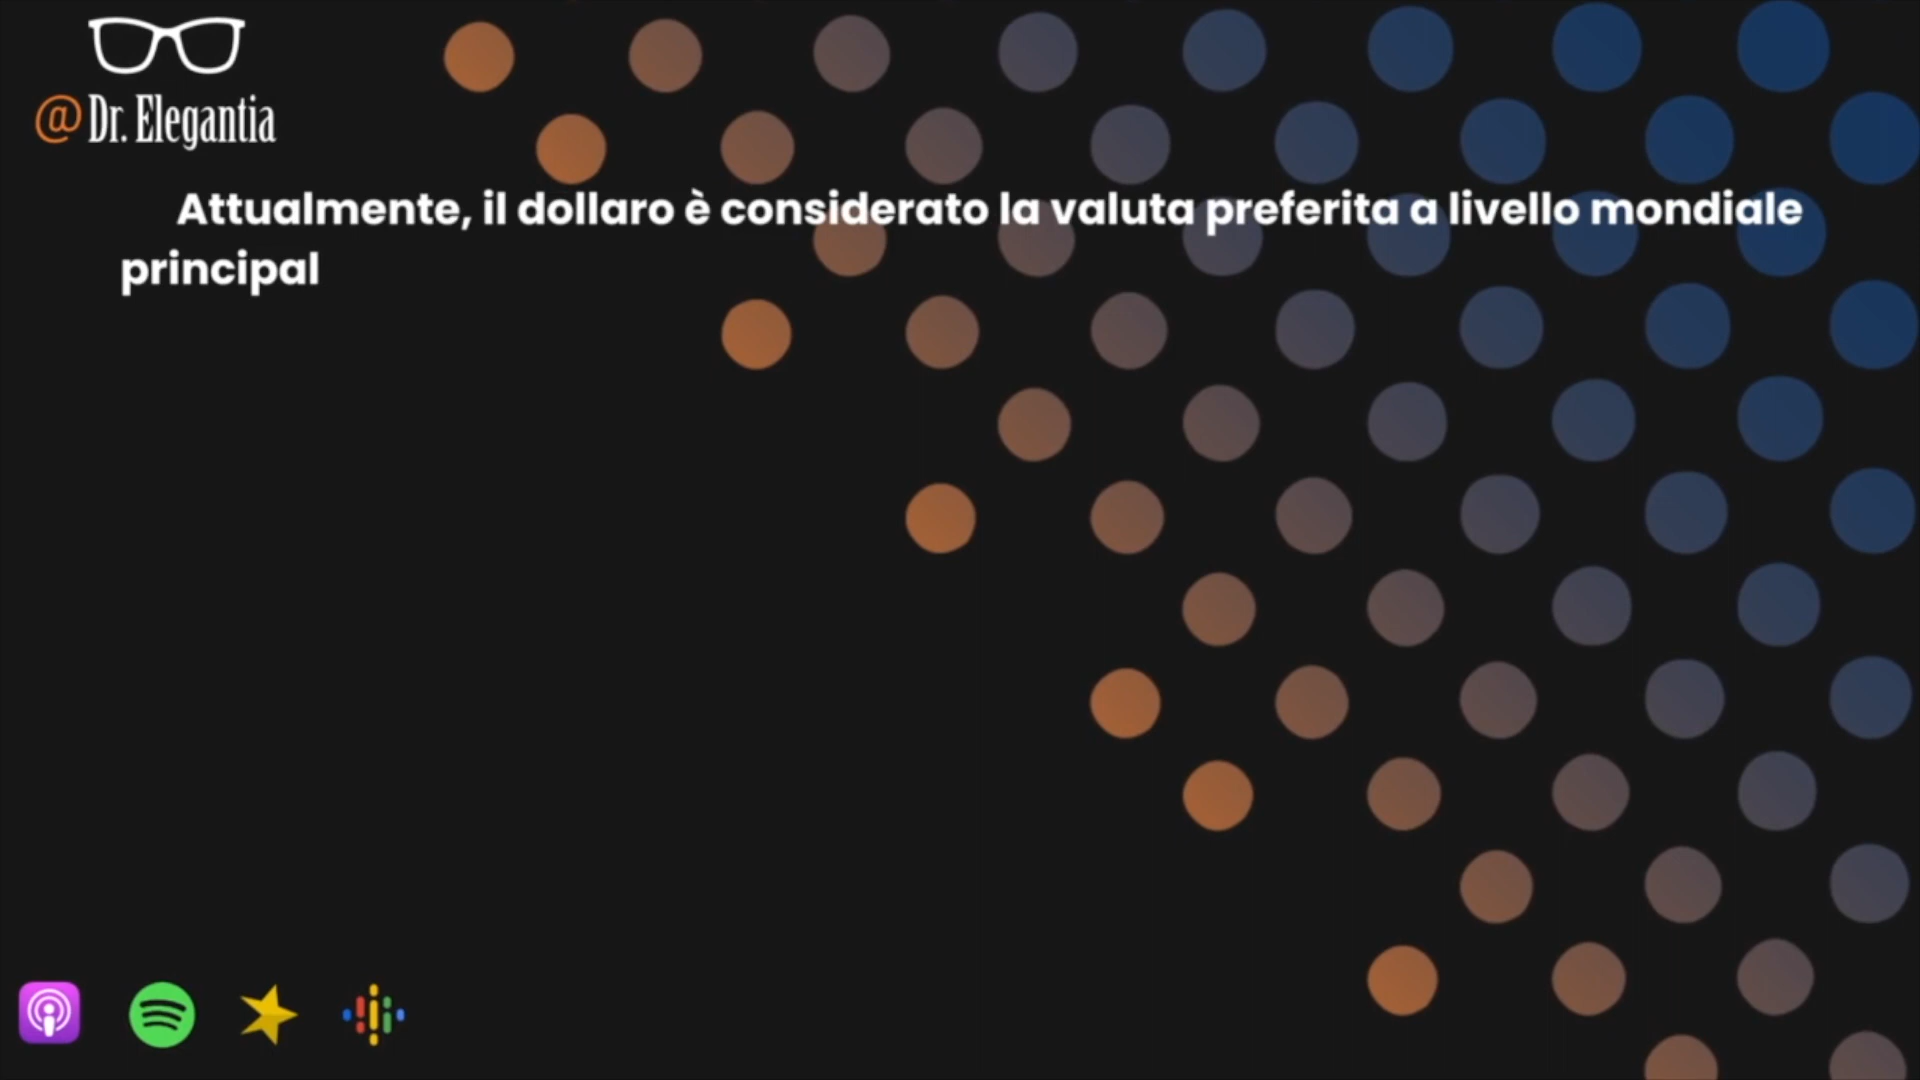 @Dr. Elegantia
Attualmente, il dollaro è considerato la valuta preferita a livello mondiale
principal